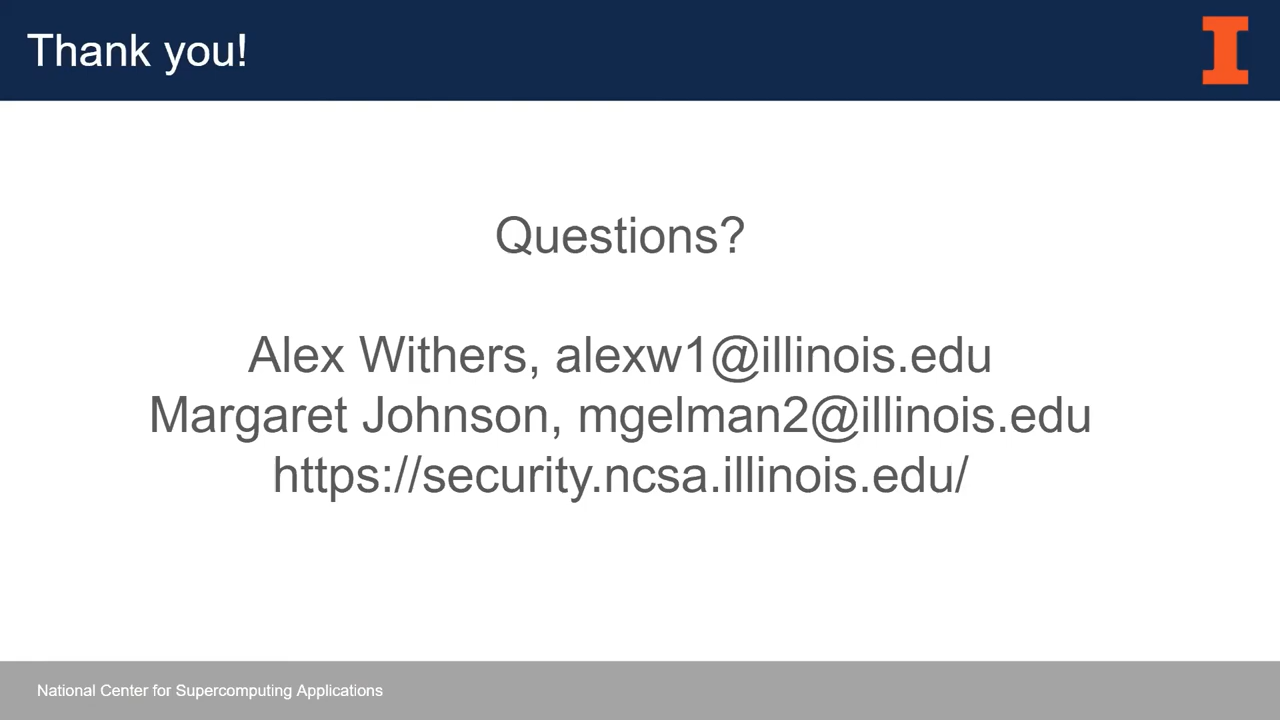 Thank you!
Questions?
Alex Withers, alexw1@illinois.edu
Margaret Johnson, mgelman2@illinois.edu
https://security.ncsa.illinois.edu/
National Center for Supercomputing Applications